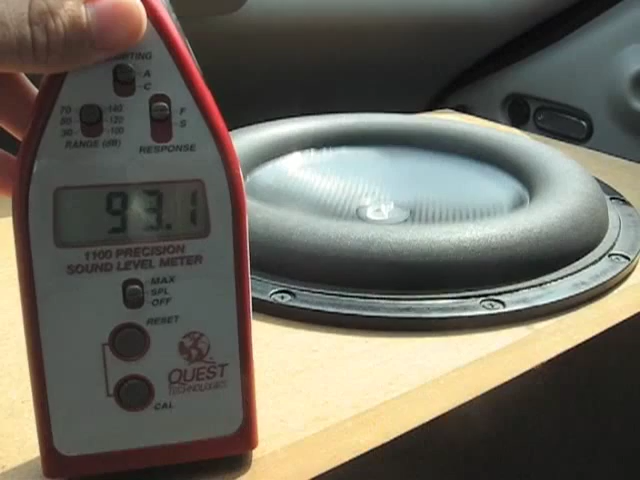 WEIGHTING
A
C
70 - 140
50 - 120
30 - 100
RANGE (dB)
F
S
RESPONSE
93.1
1100 PRECISION
SOUND LEVEL METER
MAX
SPL
OFF
RESET
QUEST
TECHNOLOGIES
CAL